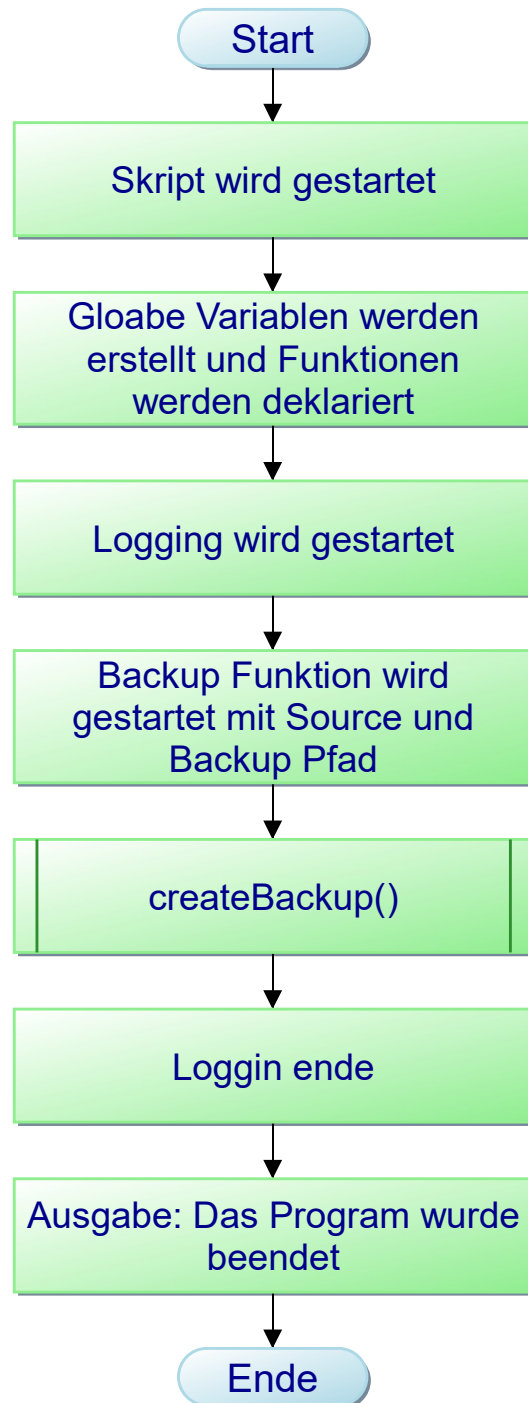 Start
Skript wird gestartet
Gloabe Variablen werden
erstellt und Funktionen
werden deklariert
Logging wird gestartet
Backup Funktion wird
gestartet mit Source und
Backup Pfad
createBackup()
Loggin ende
Ausgabe: Das Program wurde
beendet
Ende